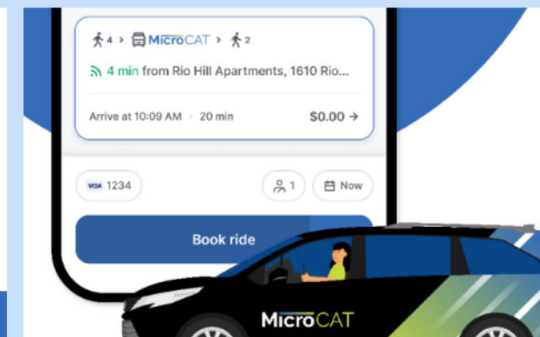 4 > MicroCAT > 2
4 min from Rio Hill Apartments, 1610 Rio...
Arrive at 10:09 AM · 20 min $0.00 →
VISA 1234 1 Now
Book ride
MicroCAT